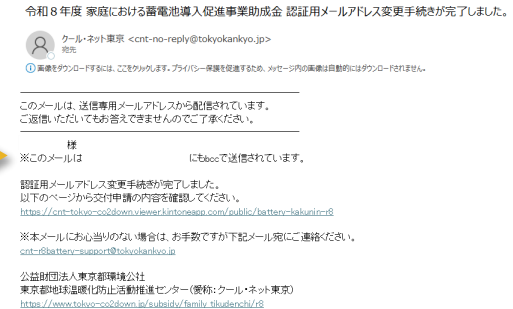 令和８年度 家庭における蓄電池導入促進事業助成金 認証用メールアドレス変更手続きが完了しました。
クール・ネット東京 <cnt-no-reply@tokyokankyo.jp>
宛先
画像をダウンロードするには、ここをクリックします。プライバシー保護を促進するため、メッセージ内の画像は自動的にはダウンロードされません。
このメールは、送信専用メールアドレスから配信されています。
ご返信いただいてもお答えできませんのでご了承ください。
様
※このメールは にもbccで送信されています。
認証用メールアドレス変更手続きが完了しました。
以下のページから交付申請の内容を確認してください。
https://cnt-tokyo-co2down.viewer.kintoneapp.com/public/battery-kakunin-r8
※本メールにお心当りのない場合は、お手数ですが下記メール宛にご連絡ください。
cnt-r8battery-support@tokyokankyo.jp
公益財団法人東京都環境公社
東京都地球温暖化防止活動推進センター(愛称：クール・ネット東京)
https://www.tokyo-co2down.jp/subsidy/family_tikudenchi/r8